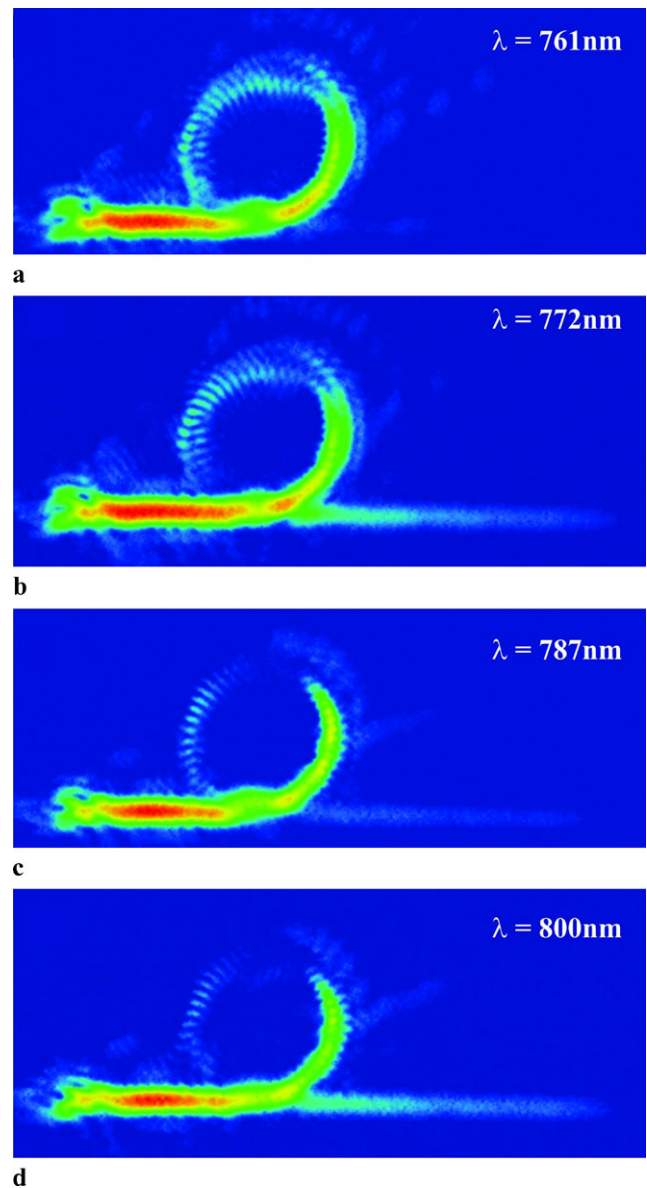 λ = 761nm
a
λ = 772nm
b
λ = 787nm
c
λ = 800nm
d